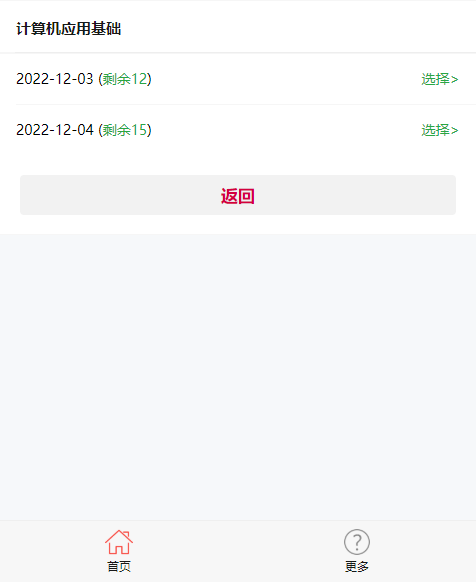 计算机应用基础
2022-12-03 (剩余12) 选择>
2022-12-04 (剩余15) 选择>
返回
首页 更多